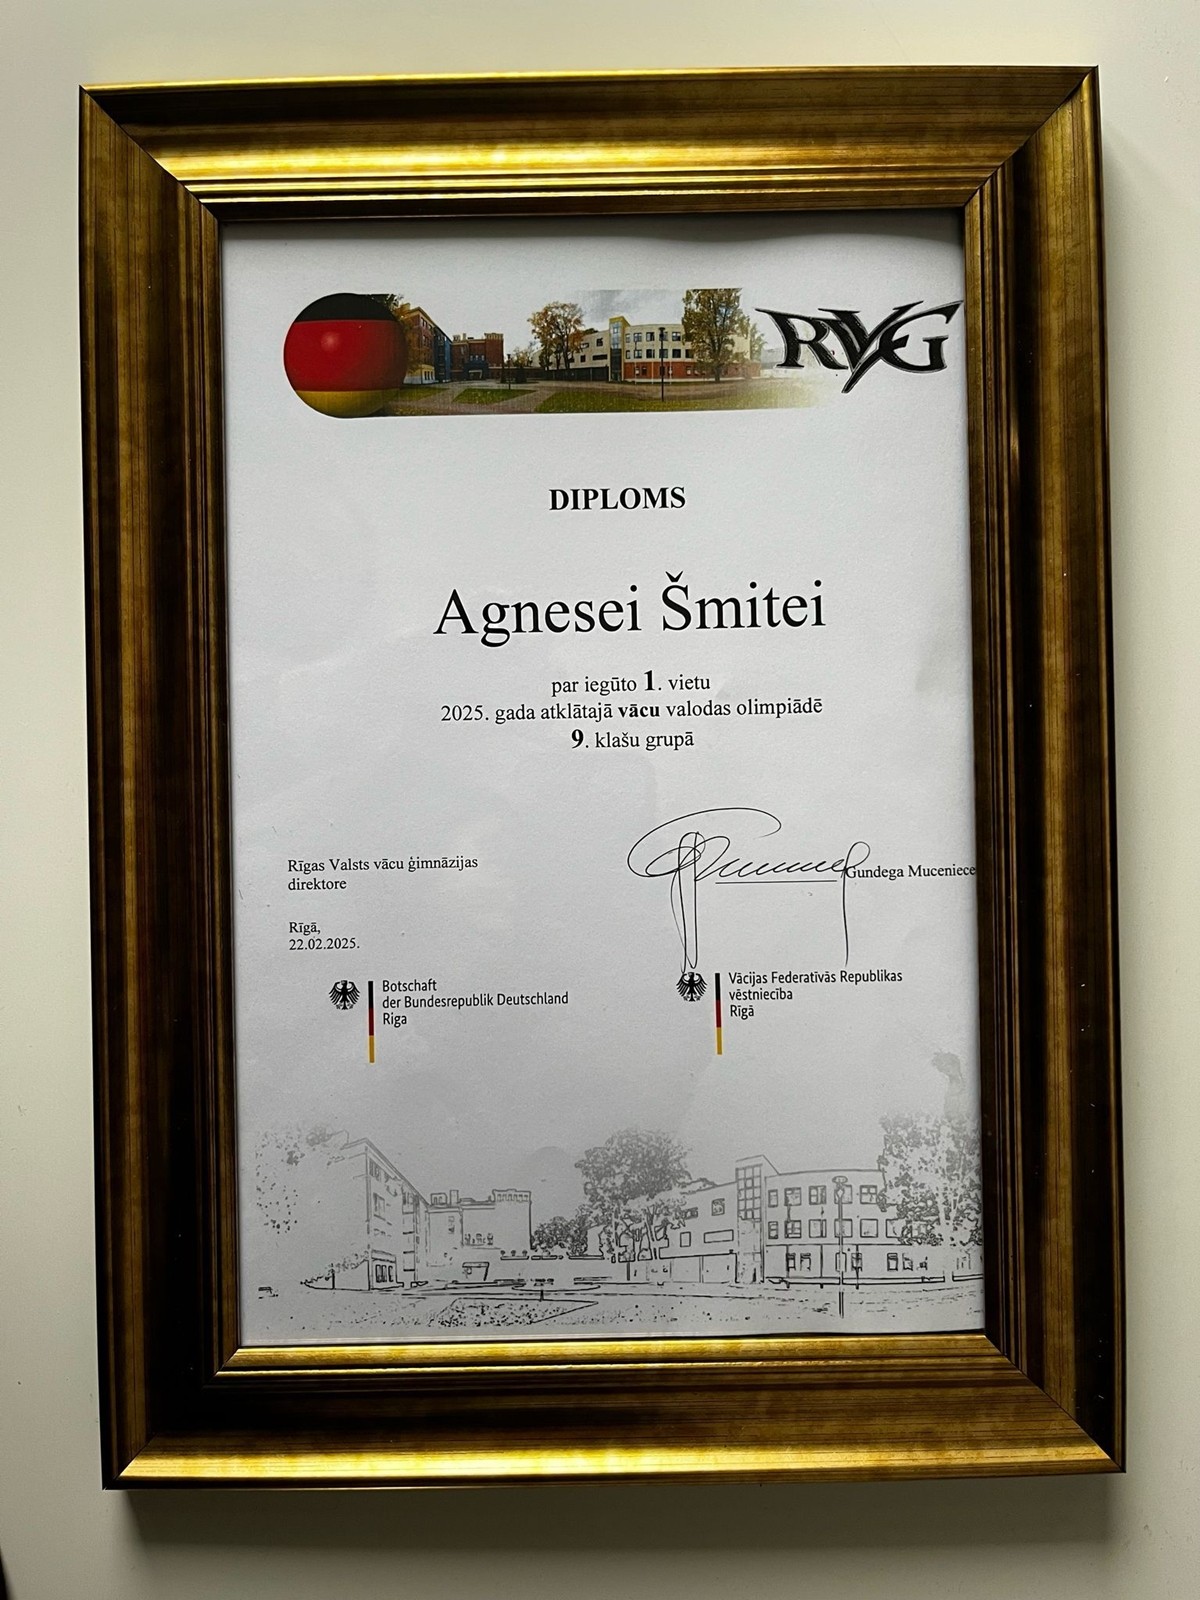 RVG
DIPLOMS
Agnesei Šmitei
par iegūto 1. vietu
2025. gada atklātajā vācu valodas olimpiādē
9. klašu grupā
Rīgas Valsts vācu ģimnāzijas
direktore
Gundega Muceniece
Rīgā,
22.02.2025.
Botschaft
der Bundesrepublik Deutschland
Riga
Vācijas Federatīvās Republikas
vēstniecība
Rīgā